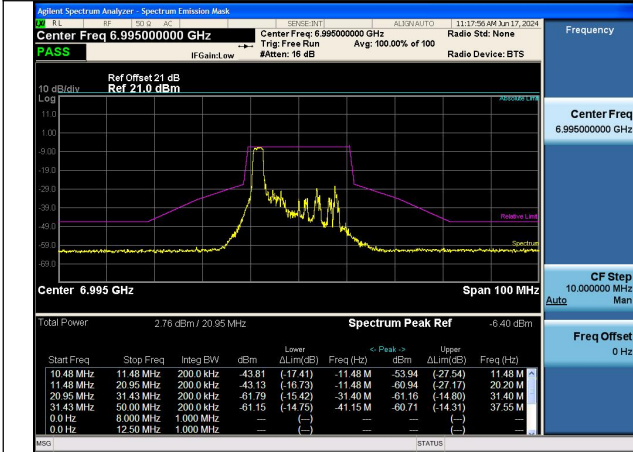 Agilent Spectrum Analyzer - Spectrum Emission Mask
RL RF 50 Ω AC SENSE:INT ALIGNAUTO 11:17:56 AM Jun 17, 2024
Center Freq 6.995000000 GHz Center Freq: 6.995000000 GHz Radio Std: None
Trig: Free Run Avg: 100.00% of 100
PASS IFGain:Low #Atten: 16 dB Radio Device: BTS
Ref Offset 21 dB
10 dB/div Ref 21.0 dBm
Log
Absolute Limit
11.0
1.00
-9.00
-19.0
-29.0
-39.0
Relative Limit
-49.0
Spectrum
-59.0
-69.0
Center 6.995 GHz Span 100 MHz
Total Power 2.76 dBm / 20.95 MHz Spectrum Peak Ref -6.40 dBm
Lower <- Peak -> Upper
Start Freq Stop Freq Integ BW dBm ΔLim(dB) Freq (Hz) dBm ΔLim(dB) Freq (Hz)
10.48 MHz 11.48 MHz 200.0 kHz -43.81 (-17.41) -11.48 M -53.94 (-27.54) 11.48 M
11.48 MHz 20.95 MHz 200.0 kHz -43.13 (-16.73) -11.48 M -60.94 (-27.17) 20.20 M
20.95 MHz 31.43 MHz 200.0 kHz -61.79 (-15.42) -31.40 M -61.16 (-14.80) 31.40 M
31.43 MHz 50.00 MHz 200.0 kHz -61.15 (-14.75) -41.15 M -60.71 (-14.31) 37.55 M
0.0 Hz 8.000 MHz 1.000 MHz --- (---) --- --- (---) ---
0.0 Hz 12.50 MHz 1.000 MHz --- (---) --- --- (---) ---
MSG STATUS
Frequency
Center Freq
6.995000000 GHz
CF Step
10.000000 MHz
Auto Man
Freq Offset
0 Hz